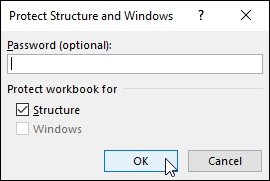 Protect Structure and Windows ? ×
Password (optional):
Protect workbook for
Structure
Windows
OK Cancel